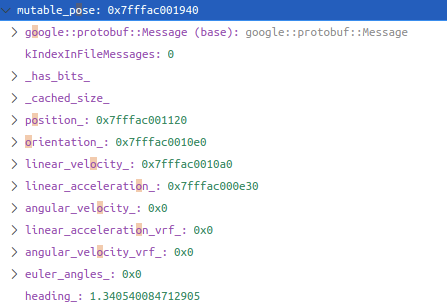 mutable_pose: 0x7fffac001940
google::protobuf::Message (base): google::protobuf::Message
kIndexInFileMessages: 0
_has_bits_
_cached_size_
position_: 0x7fffac001120
orientation_: 0x7fffac0010e0
linear_velocity_: 0x7fffac0010a0
linear_acceleration_: 0x7fffac000e30
angular_velocity_: 0x0
linear_acceleration_vrf_: 0x0
angular_velocity_vrf_: 0x0
euler_angles_: 0x0
heading_: 1.340540084712905